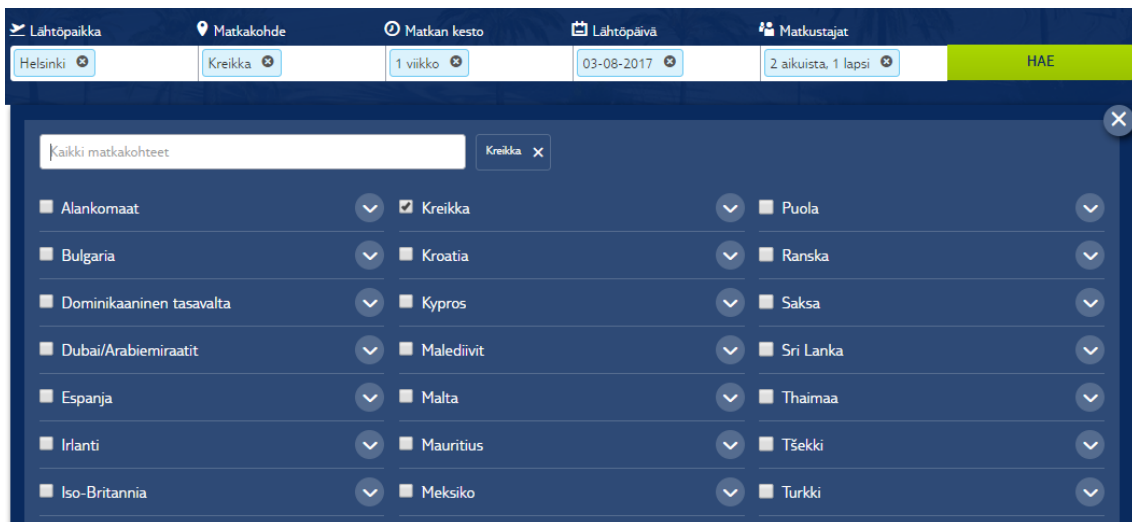 Lähtöpaikka Matkakohde Matkan kesto Lähtöpäivä Matkustajat
Helsinki Kreikka 1 viikko 03-08-2017 2 aikuista, 1 lapsi HAE
Kaikki matkakohteet Kreikka
Alankomaat Kreikka Puola
Bulgaria Kroatia Ranska
Dominikaaninen tasavalta Kypros Saksa
Dubai/Arabiemiraatit Malediivit Sri Lanka
Espanja Malta Thaimaa
Irlanti Mauritius Tšekki
Iso-Britannia Meksiko Turkki